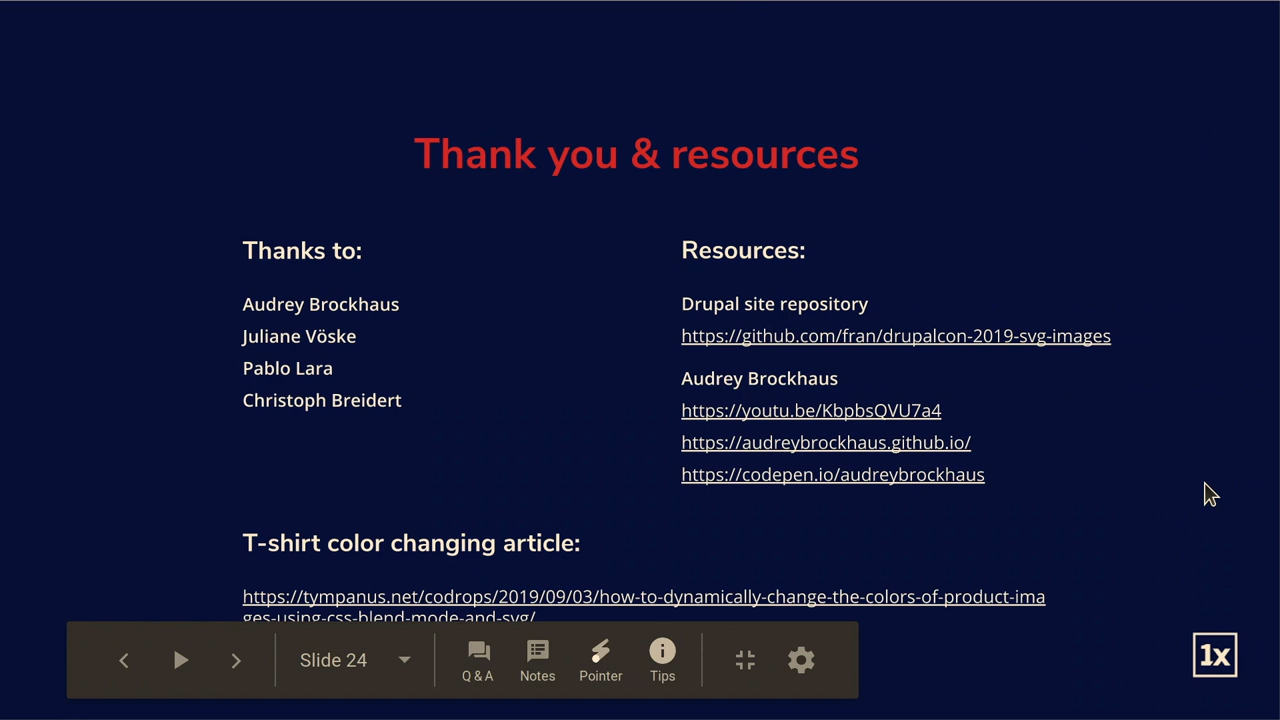 Thank you & resources
Thanks to:
Audrey Brockhaus
Juliane Vöske
Pablo Lara
Christoph Breidert
Resources:
Drupal site repository
https://github.com/fran/drupalcon-2019-svg-images
Audrey Brockhaus
https://youtu.be/KbpbsQVU7a4
https://audreybrockhaus.github.io/
https://codepen.io/audreybrockhaus
T-shirt color changing article:
https://tympanus.net/codrops/2019/09/03/how-to-dynamically-change-the-colors-of-product-ima
ges-using-css-blend-mode-and-svg/
Slide 24
Q & A
Notes
Pointer
Tips
1x